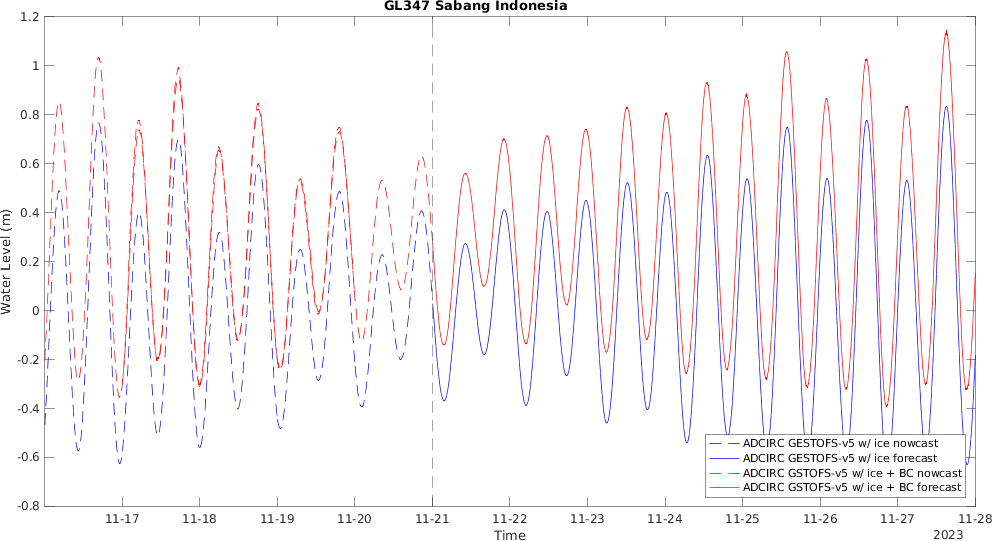 GL347 Sabang Indonesia
1.2
1
0.8
0.6
0.4
0.2
0
-0.2
-0.4
-0.6
-0.8
Water Level (m)
ADCIRC GESTOFS-v5 w/ ice nowcast
ADCIRC GESTOFS-v5 w/ ice forecast
ADCIRC GSTOFS-v5 w/ ice + BC nowcast
ADCIRC GSTOFS-v5 w/ ice + BC forecast
11-17 11-18 11-19 11-20 11-21 11-22 11-23 11-24 11-25 11-26 11-27 11-28
Time
2023